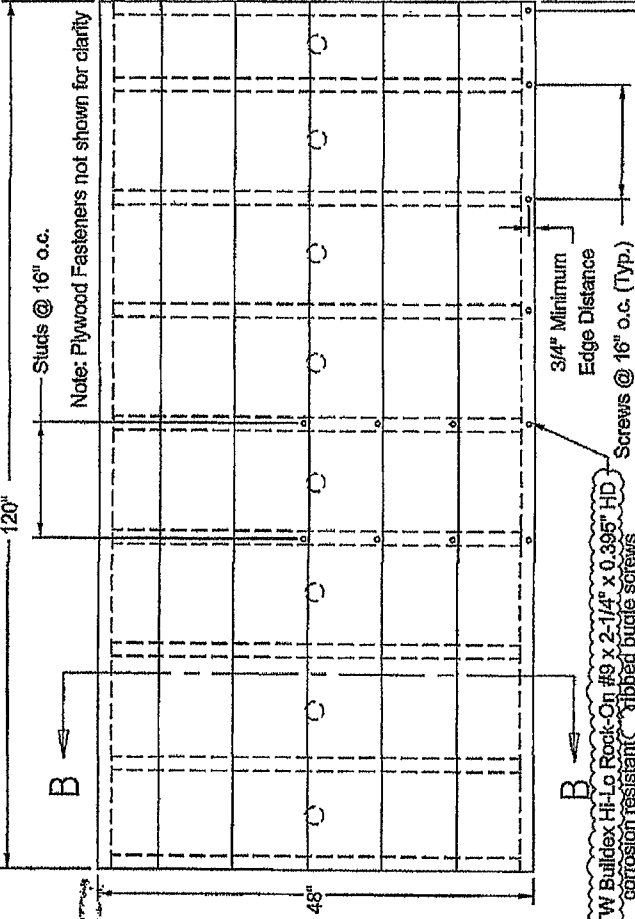 120"
Studs @ 16" o.c.
Note: Plywood Fasteners not shown for clarity
B
48"
3/4" Minimum
Edge Distance
Screws @ 16" o.c. (Typ.)
B
W Buildex Hi-Lo Rock-On #9 x 2-1/4" x 0.395" HD
corrosion resistant ribbed bugle screws